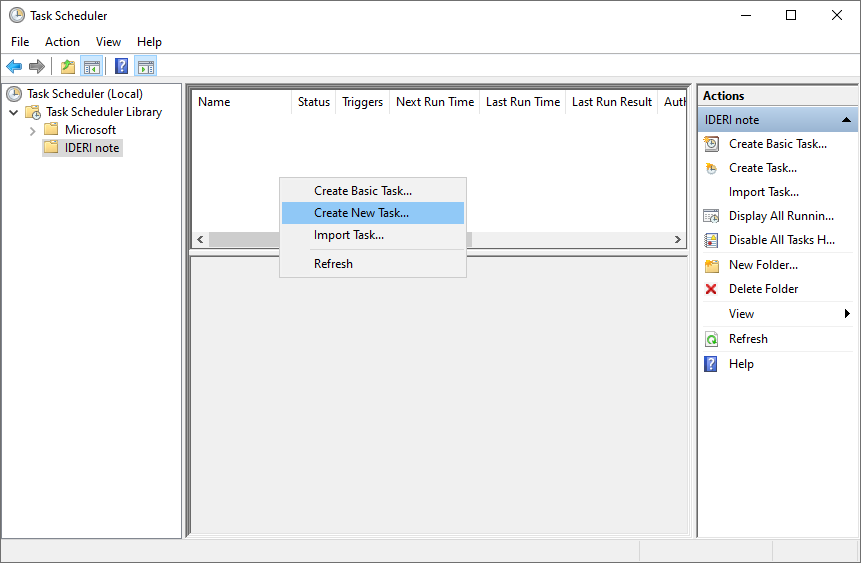 Task Scheduler
File Action View Help
Task Scheduler (Local)
Task Scheduler Library
Microsoft
IDERI note
Name Status Triggers Next Run Time Last Run Time Last Run Result Auth
Create Basic Task...
Create New Task...
Import Task...
Refresh
Actions
IDERI note
Create Basic Task...
Create Task...
Import Task...
Display All Runnin...
Disable All Tasks H...
New Folder...
Delete Folder
View
Refresh
Help